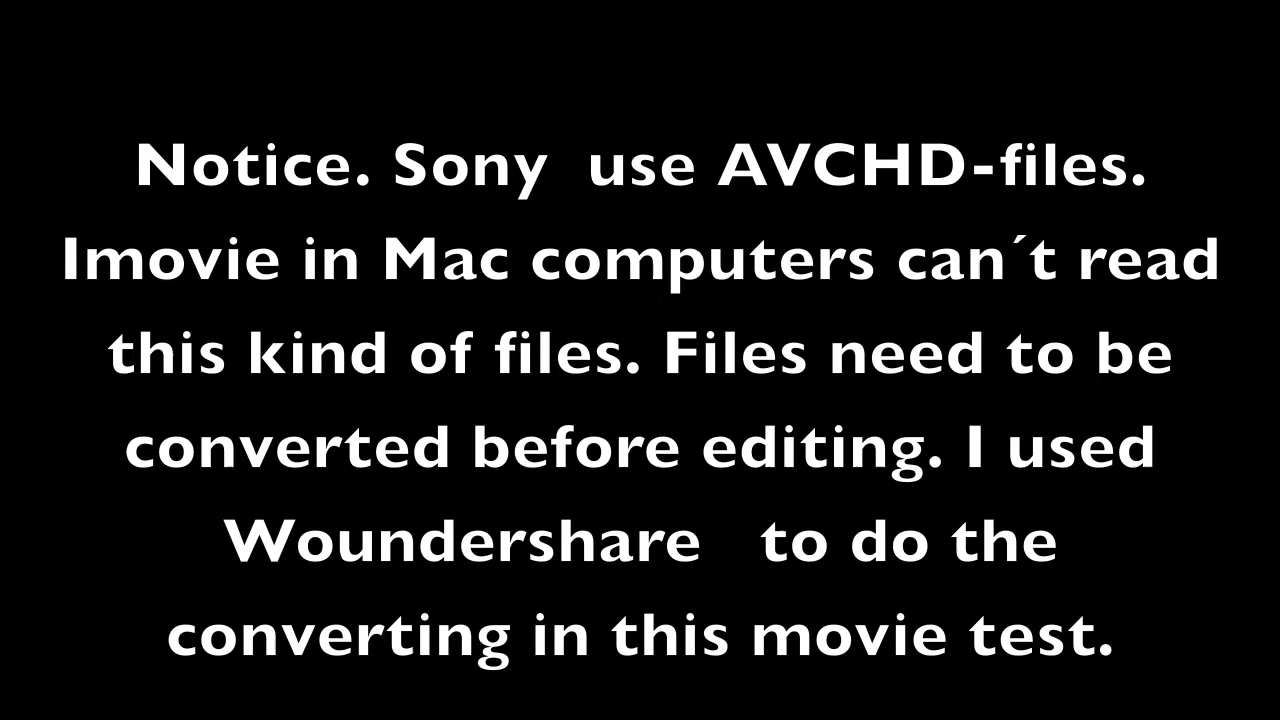 Notice. Sony  use AVCHD-files.
Imovie in Mac computers can´t read
this kind of files. Files need to be
converted before editing. I used
Woundershare   to do the
converting in this movie test.